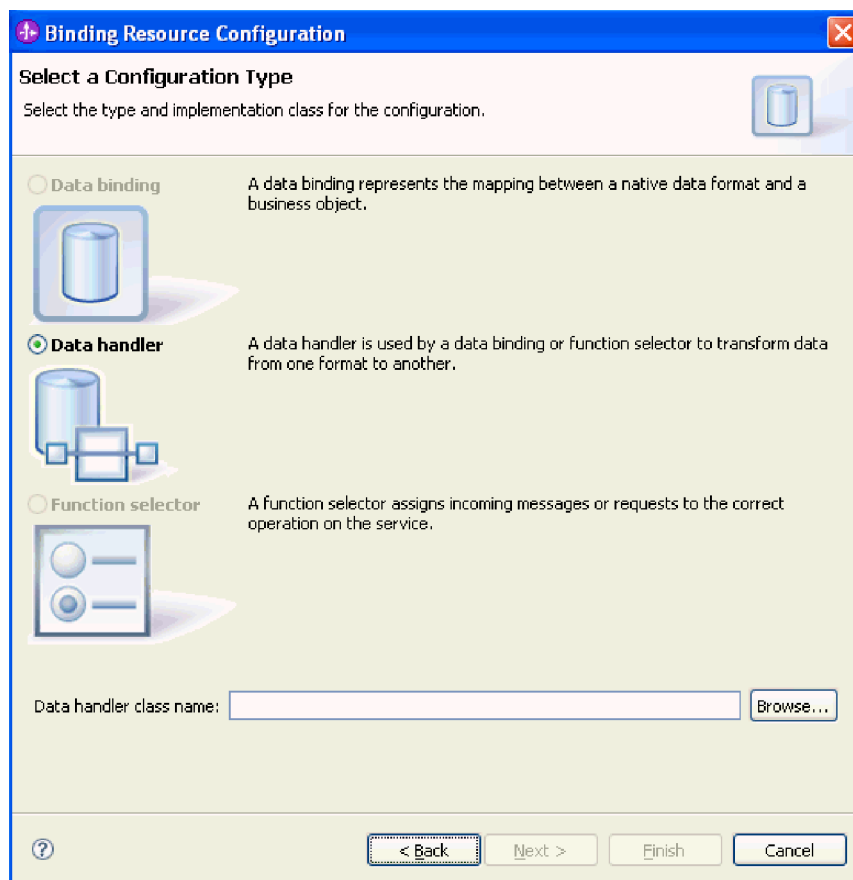 Binding Resource Configuration
Select a Configuration Type
Select the type and implementation class for the configuration.
Data binding
A data binding represents the mapping between a native data format and a
business object.
Data handler
A data handler is used by a data binding or function selector to transform data
from one format to another.
Function selector
A function selector assigns incoming messages or requests to the correct
operation on the service.
Data handler class name:
Browse...
?
< Back
Next >
Finish
Cancel